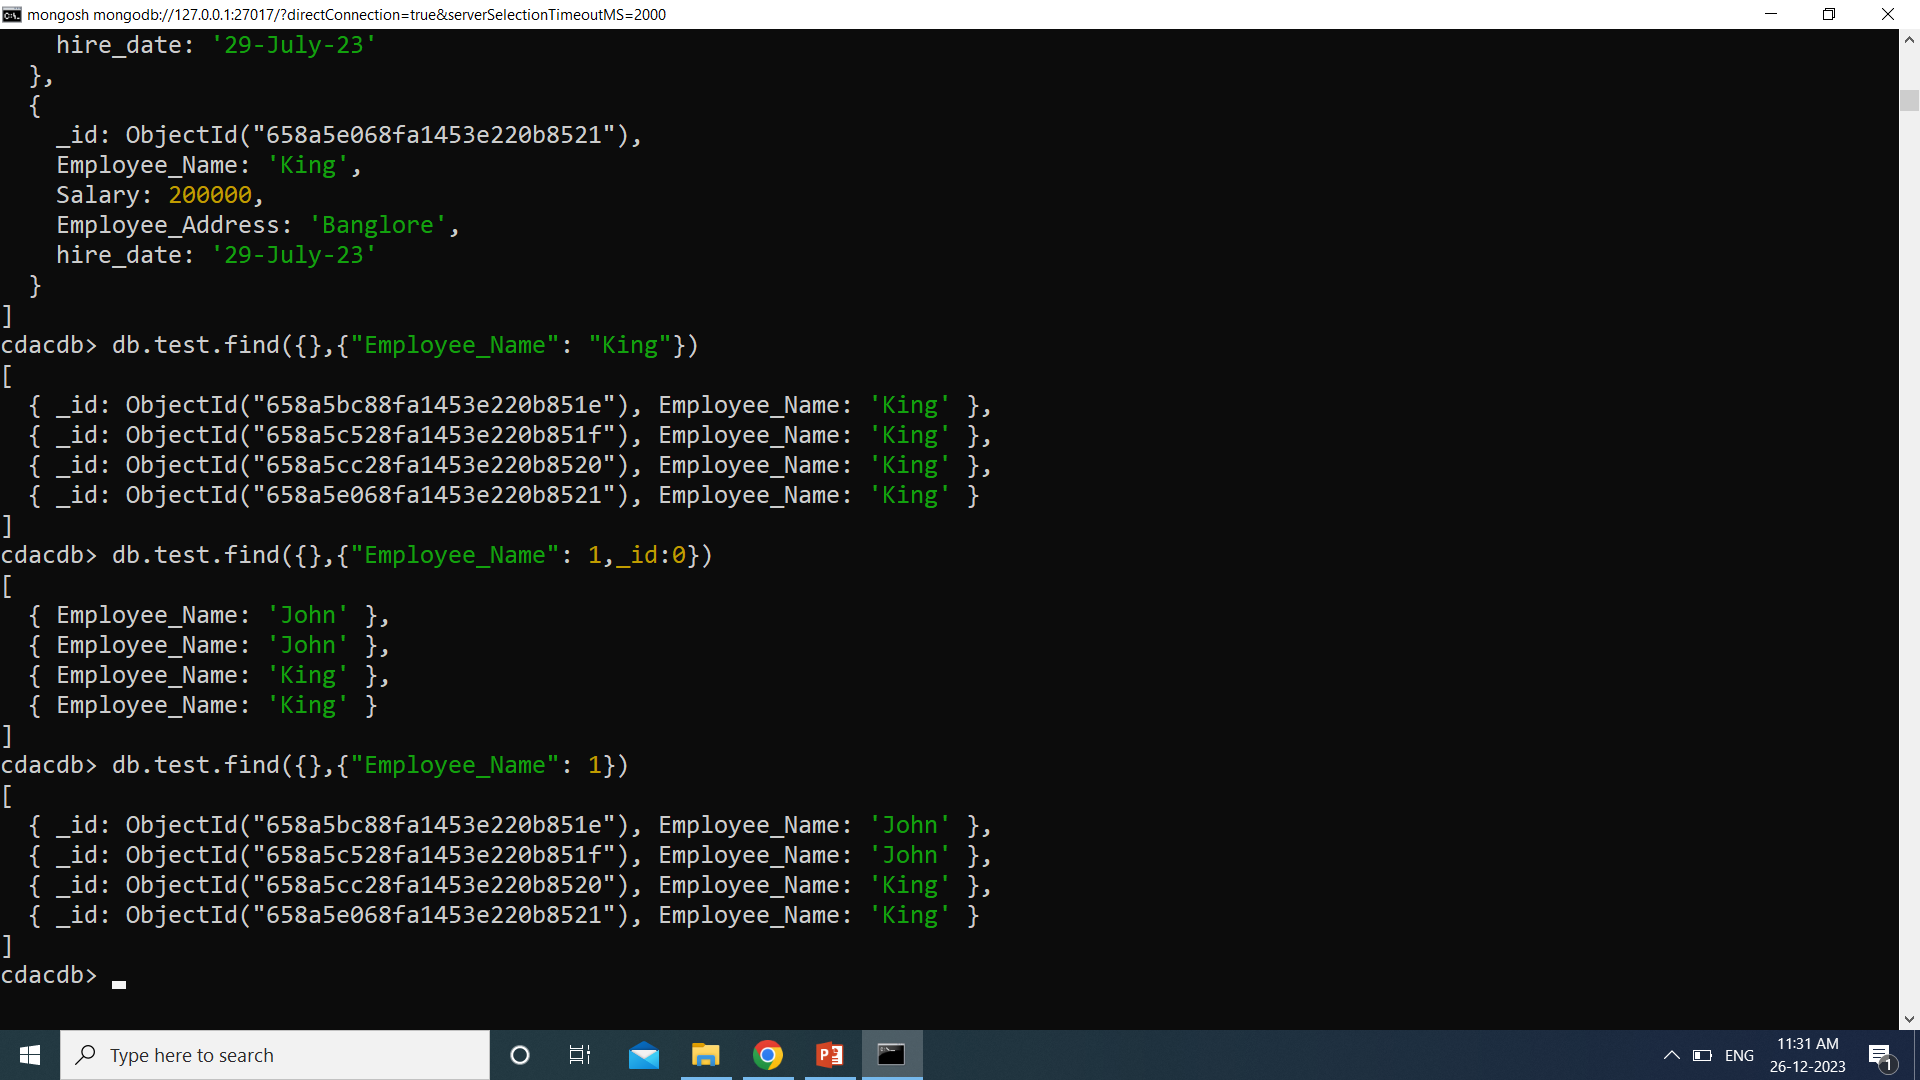 mongosh mongodb://127.0.0.1:27017/?directConnection=true&serverSelectionTimeoutMS=2000
    hire_date: '29-July-23'
  },
  {
    _id: ObjectId("658a5e068fa1453e220b8521"),
    Employee_Name: 'King',
    Salary: 200000,
    Employee_Address: 'Banglore',
    hire_date: '29-July-23'
  }
]
cdacdb> db.test.find({},{"Employee_Name": "King"})
[
  { _id: ObjectId("658a5bc88fa1453e220b851e"), Employee_Name: 'King' },
  { _id: ObjectId("658a5c528fa1453e220b851f"), Employee_Name: 'King' },
  { _id: ObjectId("658a5cc28fa1453e220b8520"), Employee_Name: 'King' },
  { _id: ObjectId("658a5e068fa1453e220b8521"), Employee_Name: 'King' }
]
cdacdb> db.test.find({},{"Employee_Name": 1,_id:0})
[
  { Employee_Name: 'John' },
  { Employee_Name: 'John' },
  { Employee_Name: 'King' },
  { Employee_Name: 'King' }
]
cdacdb> db.test.find({},{"Employee_Name": 1})
[
  { _id: ObjectId("658a5bc88fa1453e220b851e"), Employee_Name: 'John' },
  { _id: ObjectId("658a5c528fa1453e220b851f"), Employee_Name: 'John' },
  { _id: ObjectId("658a5cc28fa1453e220b8520"), Employee_Name: 'King' },
  { _id: ObjectId("658a5e068fa1453e220b8521"), Employee_Name: 'King' }
]
cdacdb>
Type here to search
ENG
11:31 AM
26-12-2023
1